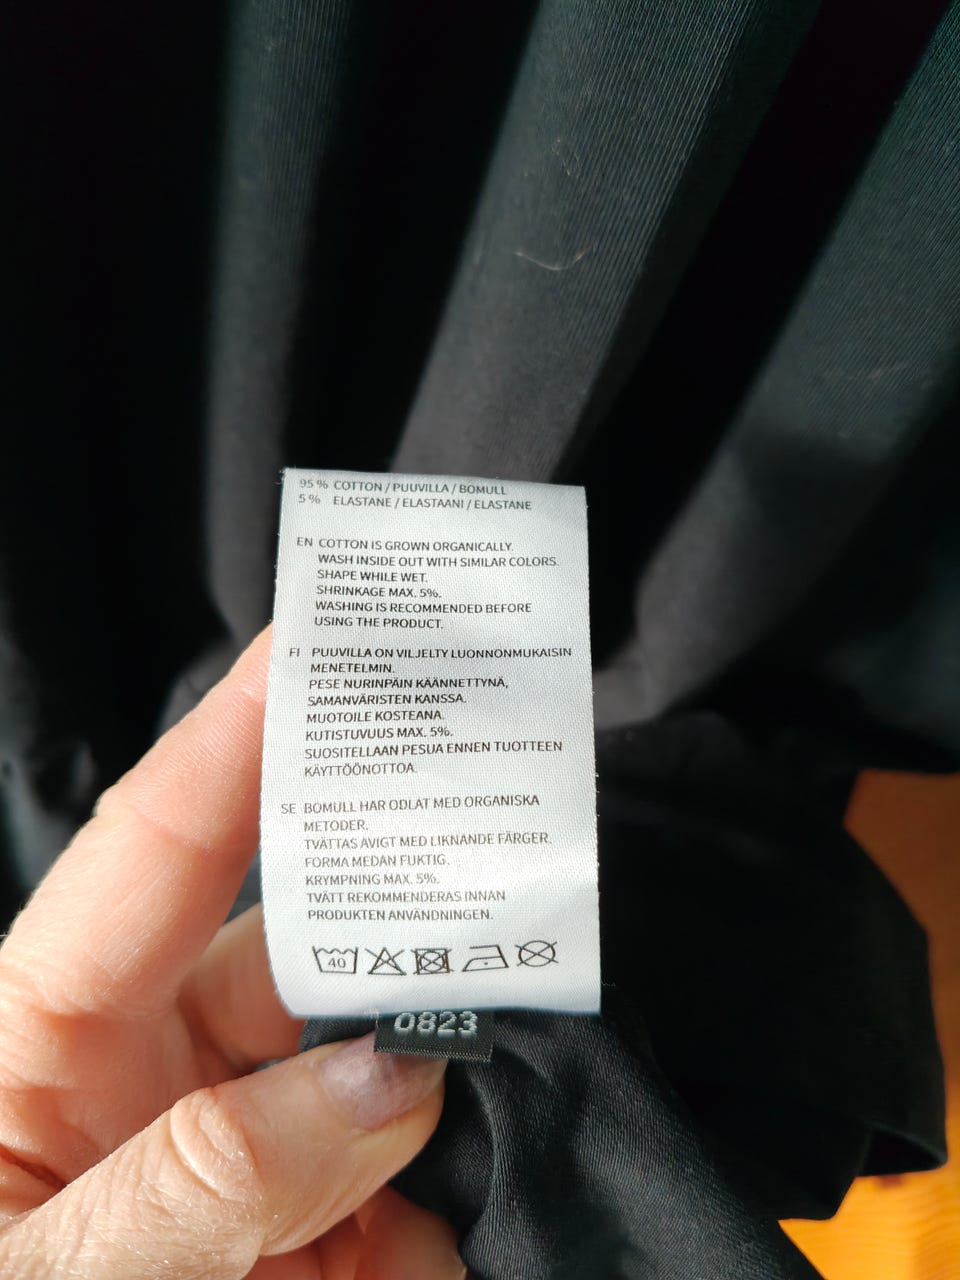 95 % COTTON / PUUVILLA / BOMULL
5 % ELASTANE / ELASTAANI / ELASTANE
EN COTTON IS GROWN ORGANICALLY.
WASH INSIDE OUT WITH SIMILAR COLORS.
SHAPE WHILE WET.
SHRINKAGE MAX. 5%.
WASHING IS RECOMMENDED BEFORE
USING THE PRODUCT.
FI PUUVILLA ON VILJELTY LUONNONMUKAISIN
MENETELMIN.
PESE NURINPÄIN KÄÄNNETTYNÄ,
SAMANVÄRISTEN KANSSA.
MUOTOILE KOSTEANA.
KUTISTUVUUS MAX. 5%.
SUOSITELLAAN PESUA ENNEN TUOTTEEN
KÄYTTÖÖNOTTOA.
SE BOMULL HAR ODLAT MED ORGANISKA
METODER.
TVÄTTAS AVIGT MED LIKNANDE FÄRGER.
FORMA MEDAN FUKTIG.
KRYMPNING MAX. 5%.
TVÄTT REKOMMENDERAS INNAN
PRODUKTEN ANVÄNDNINGEN.
40
0823